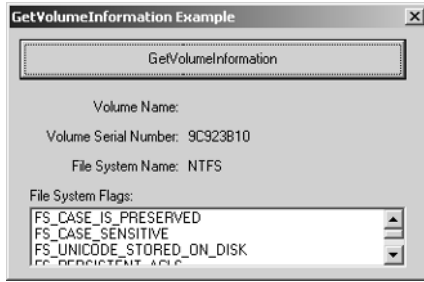 GetVolumeInformation Example
GetVolumeInformation
Volume Name:
Volume Serial Number: 9C923B10
File System Name: NTFS
File System Flags:
FS_CASE_IS_PRESERVED
FS_CASE_SENSITIVE
FS_UNICODE_STORED_ON_DISK
FS_PERSISTENT_ACLS